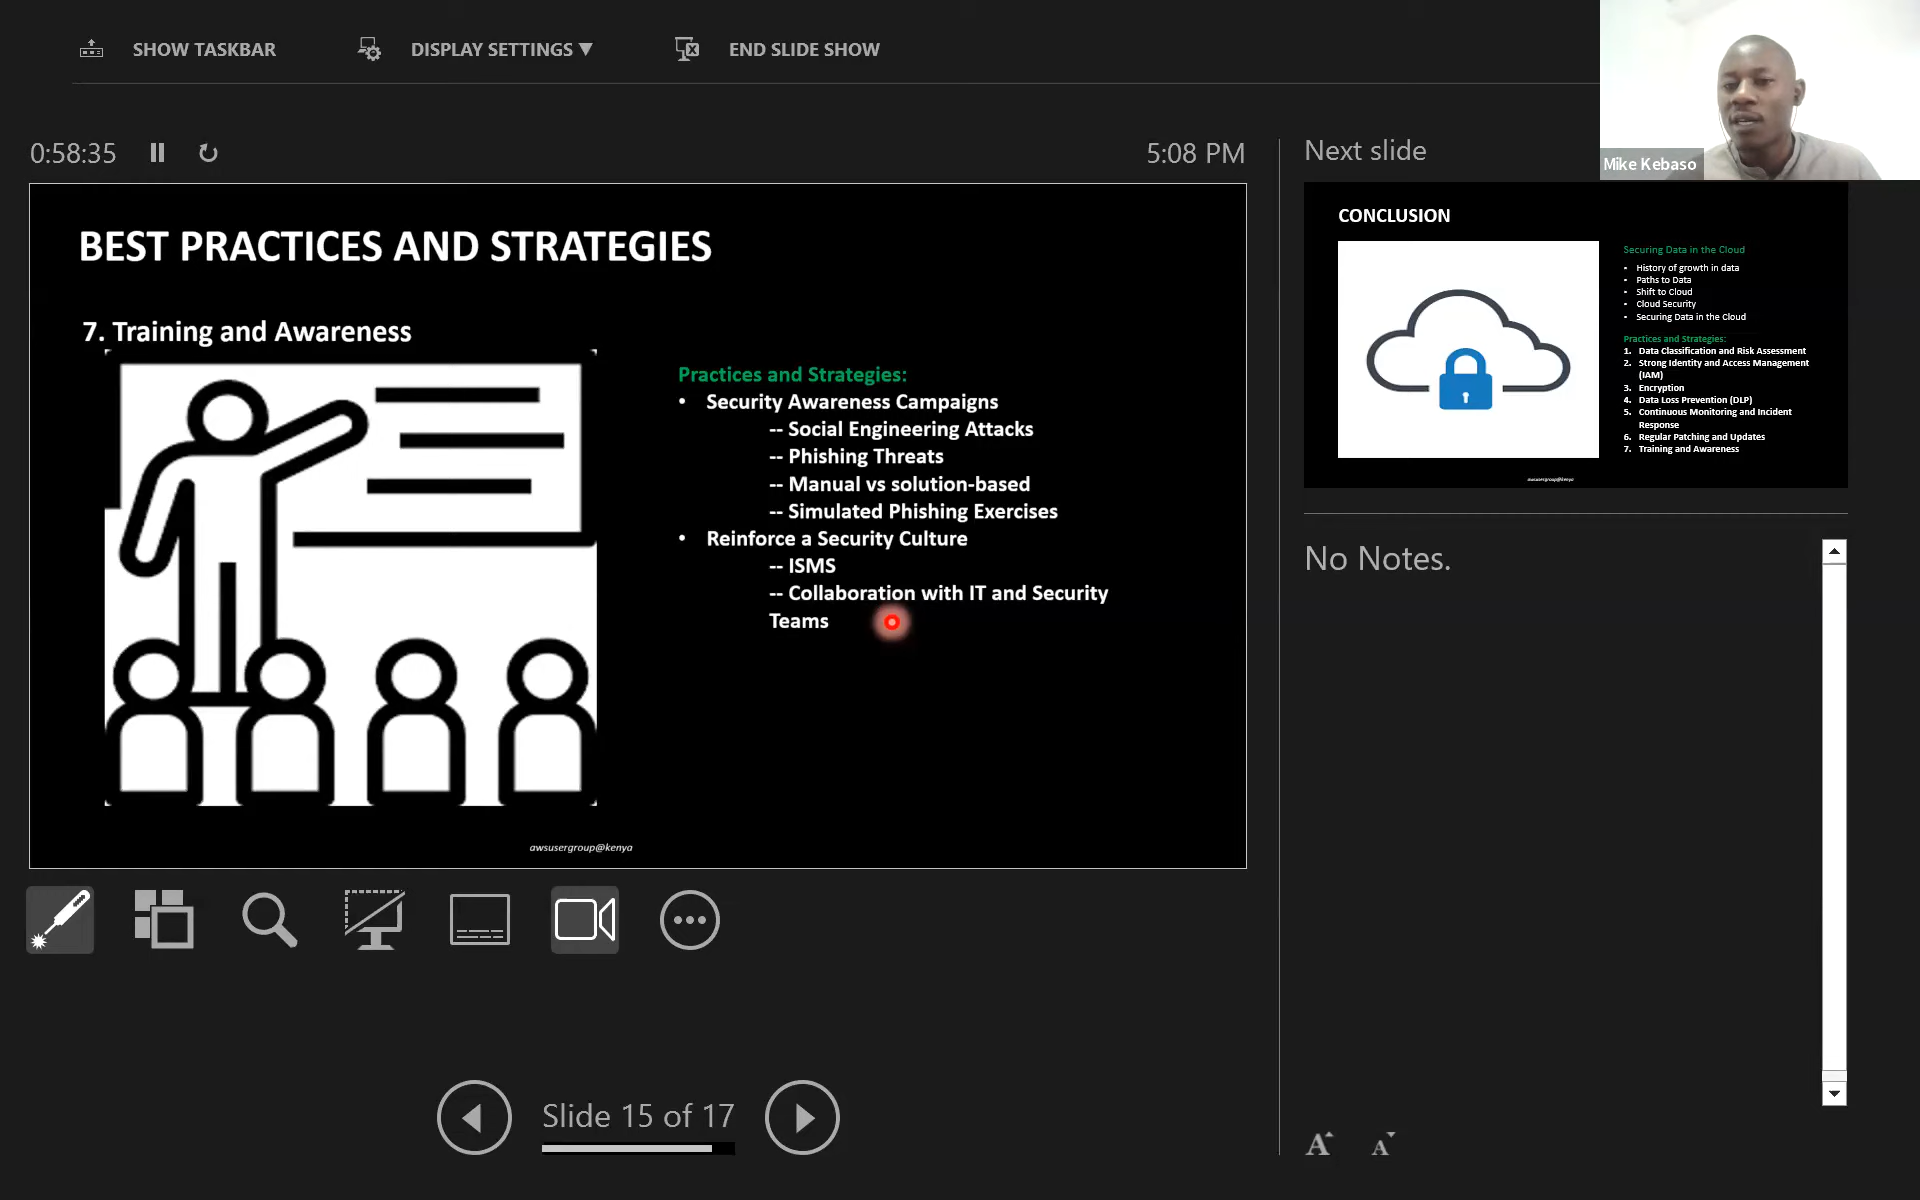 SHOW TASKBAR
DISPLAY SETTINGS ▼
END SLIDE SHOW
Mike Kebaso
0:58:35
5:08 PM
BEST PRACTICES AND STRATEGIES
7. Training and Awareness
Practices and Strategies:
• Security Awareness Campaigns
-- Social Engineering Attacks
-- Phishing Threats
-- Manual vs solution-based
-- Simulated Phishing Exercises
• Reinforce a Security Culture
-- ISMS
-- Collaboration with IT and Security
Teams
awsusergroup@kenya
Slide 15 of 17
Next slide
CONCLUSION
Securing Data in the Cloud
• History of growth in data
• Paths to Data
• Shift to Cloud
• Cloud Security
• Securing Data in the Cloud
Practices and Strategies:
1. Data Classification and Risk Assessment
2. Strong Identity and Access Management
(IAM)
3. Encryption
4. Data Loss Prevention (DLP)
5. Continuous Monitoring and Incident
Response
6. Regular Patching and Updates
7. Training and Awareness
awsusergroup@kenya
No Notes.
A A